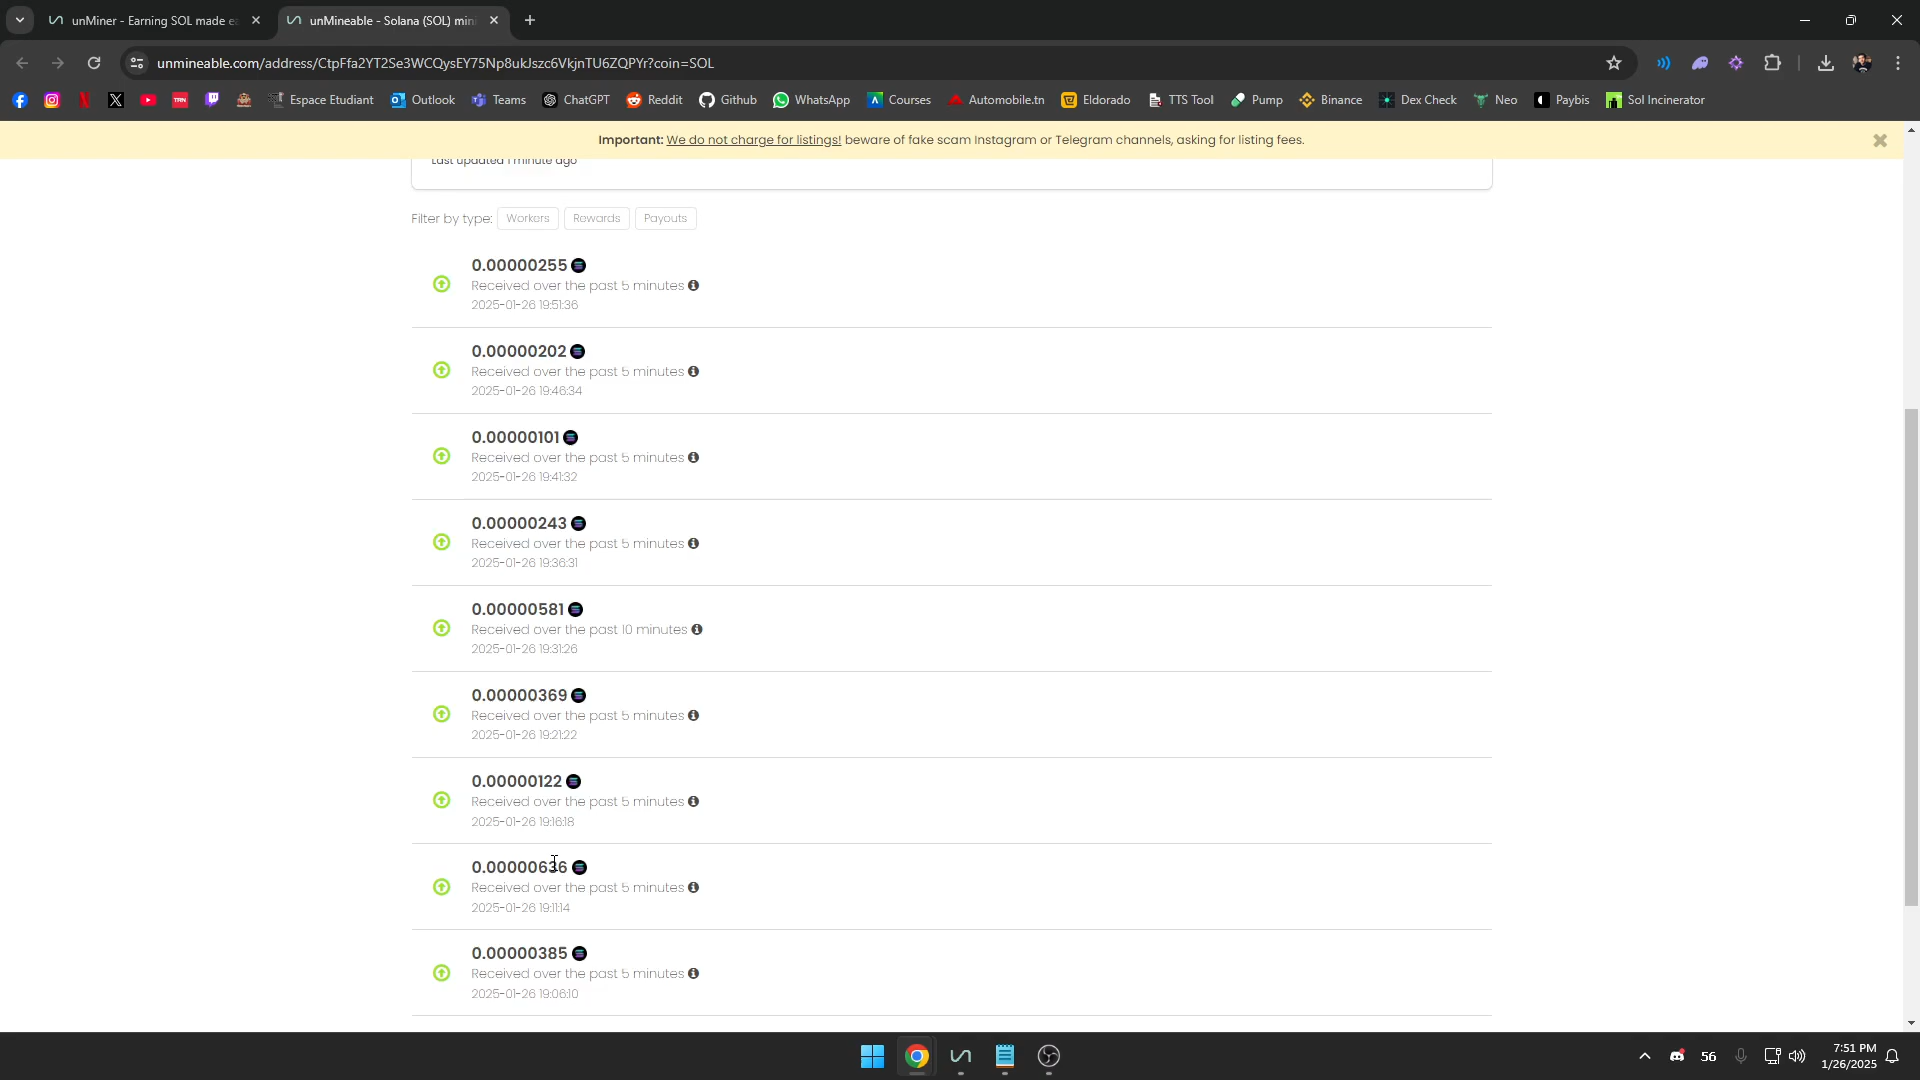 unMiner - Earning SOL made e
unMineable - Solana (SOL) min
unmineable.com/address/CtpFfa2YT2Se3WCQysEY75Np8ukJszc6VkjnTU6ZQPYr?coin=SOL
Espace Etudiant
Outlook
Teams
ChatGPT
Reddit
Github
WhatsApp
Courses
Automobile.tn
Eldorado
TTS Tool
Pump
Binance
Dex Check
Neo
Paybis
Sol Incinerator
TRN
Important: We do not charge for listings! beware of fake scam Instagram or Telegram channels, asking for listing fees.
Last updated 1 minute ago
Filter by type: Workers Rewards Payouts
0.00000255
Received over the past 5 minutes
2025-01-26 19:51:36
0.00000202
Received over the past 5 minutes
2025-01-26 19:46:34
0.00000101
Received over the past 5 minutes
2025-01-26 19:41:32
0.00000243
Received over the past 5 minutes
2025-01-26 19:36:31
0.00000581
Received over the past 10 minutes
2025-01-26 19:31:26
0.00000369
Received over the past 5 minutes
2025-01-26 19:21:22
0.00000122
Received over the past 5 minutes
2025-01-26 19:16:18
0.00000636
Received over the past 5 minutes
2025-01-26 19:11:14
0.00000385
Received over the past 5 minutes
2025-01-26 19:06:10
56
7:51 PM
1/26/2025